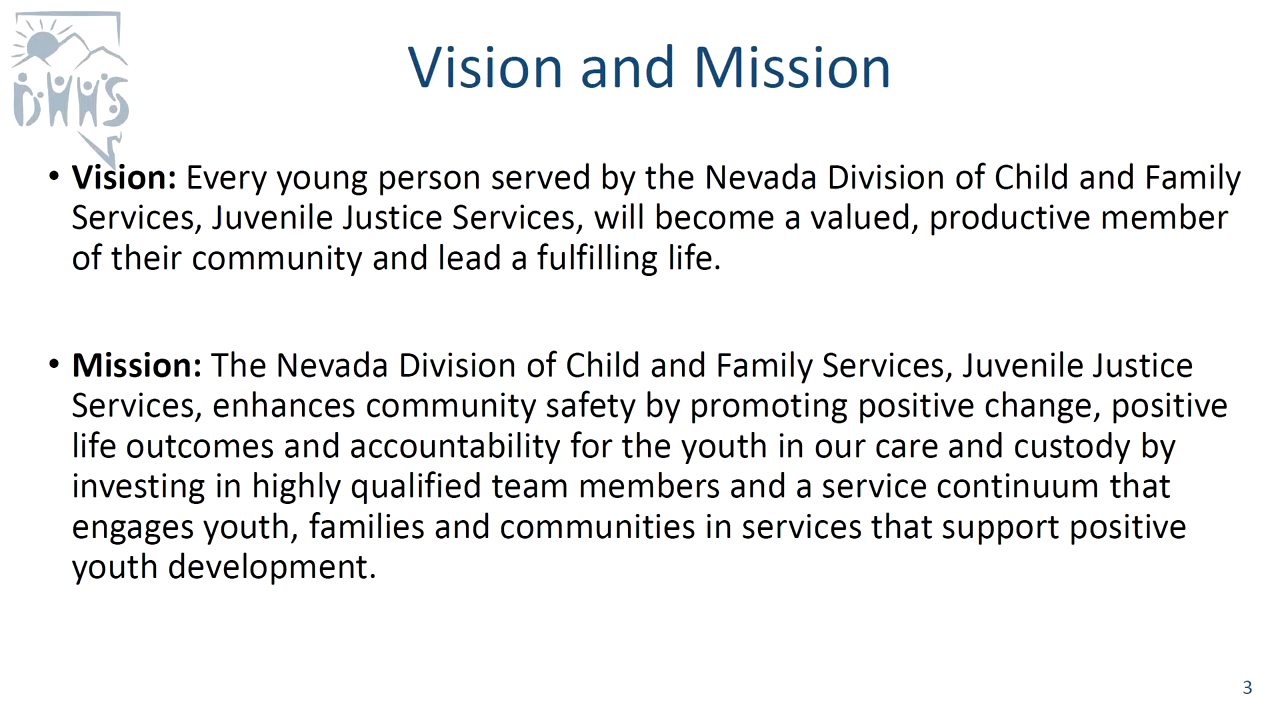 DHHS
Vision and Mission
• Vision: Every young person served by the Nevada Division of Child and Family
Services, Juvenile Justice Services, will become a valued, productive member
of their community and lead a fulfilling life.
• Mission: The Nevada Division of Child and Family Services, Juvenile Justice
Services, enhances community safety by promoting positive change, positive
life outcomes and accountability for the youth in our care and custody by
investing in highly qualified team members and a service continuum that
engages youth, families and communities in services that support positive
youth development.
3